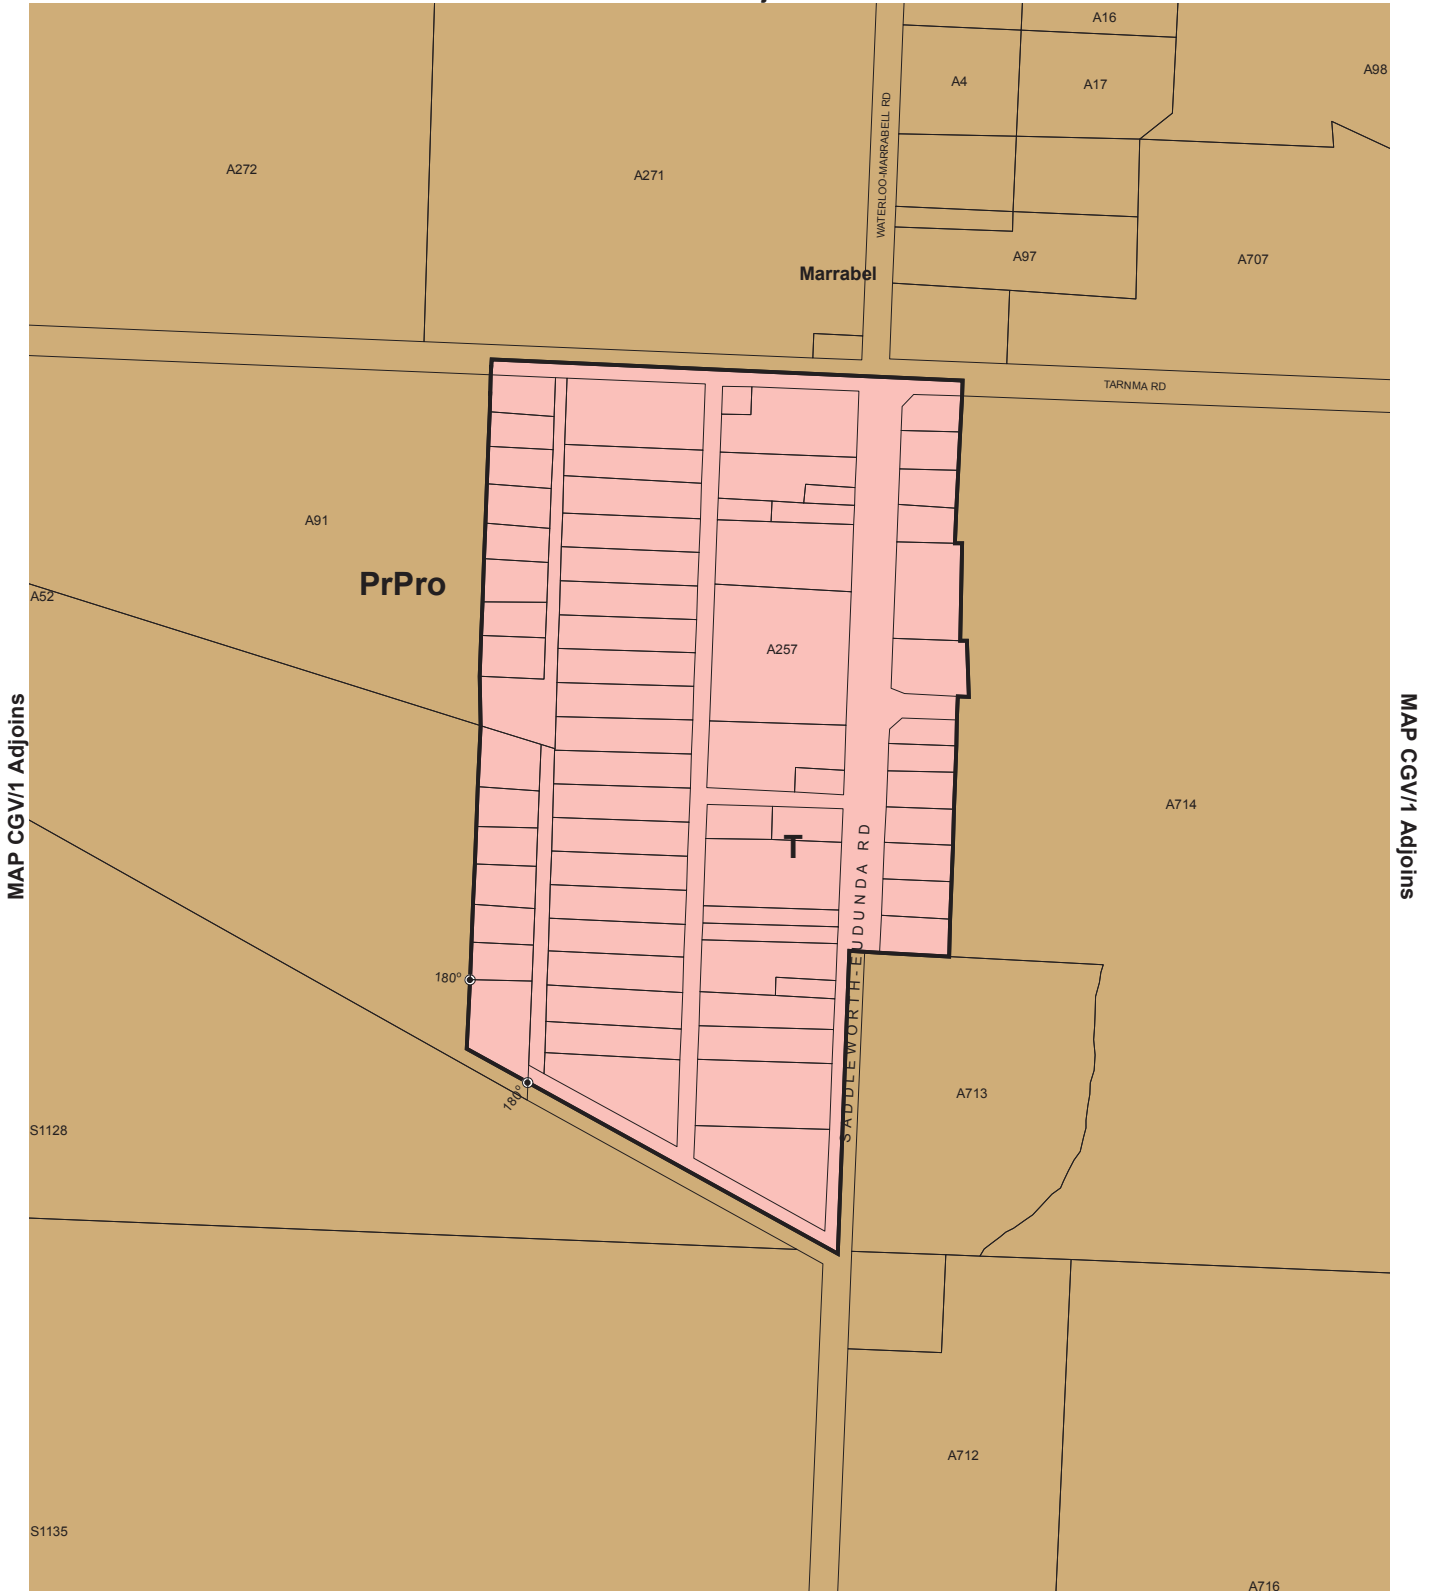 A16
A98
A4
A17
WATERLOO-MARRABELL RD
A272
A271
A97
A707
Marrabel
TARNMA RD
A91
PrPro
A52
A257
MAP CGV/1 Adjoins
MAP CGV/1 Adjoins
A714
T
SADDLEWORTH-EUDUNDA RD
180°
180°
A713
S1128
A712
S1135
A716